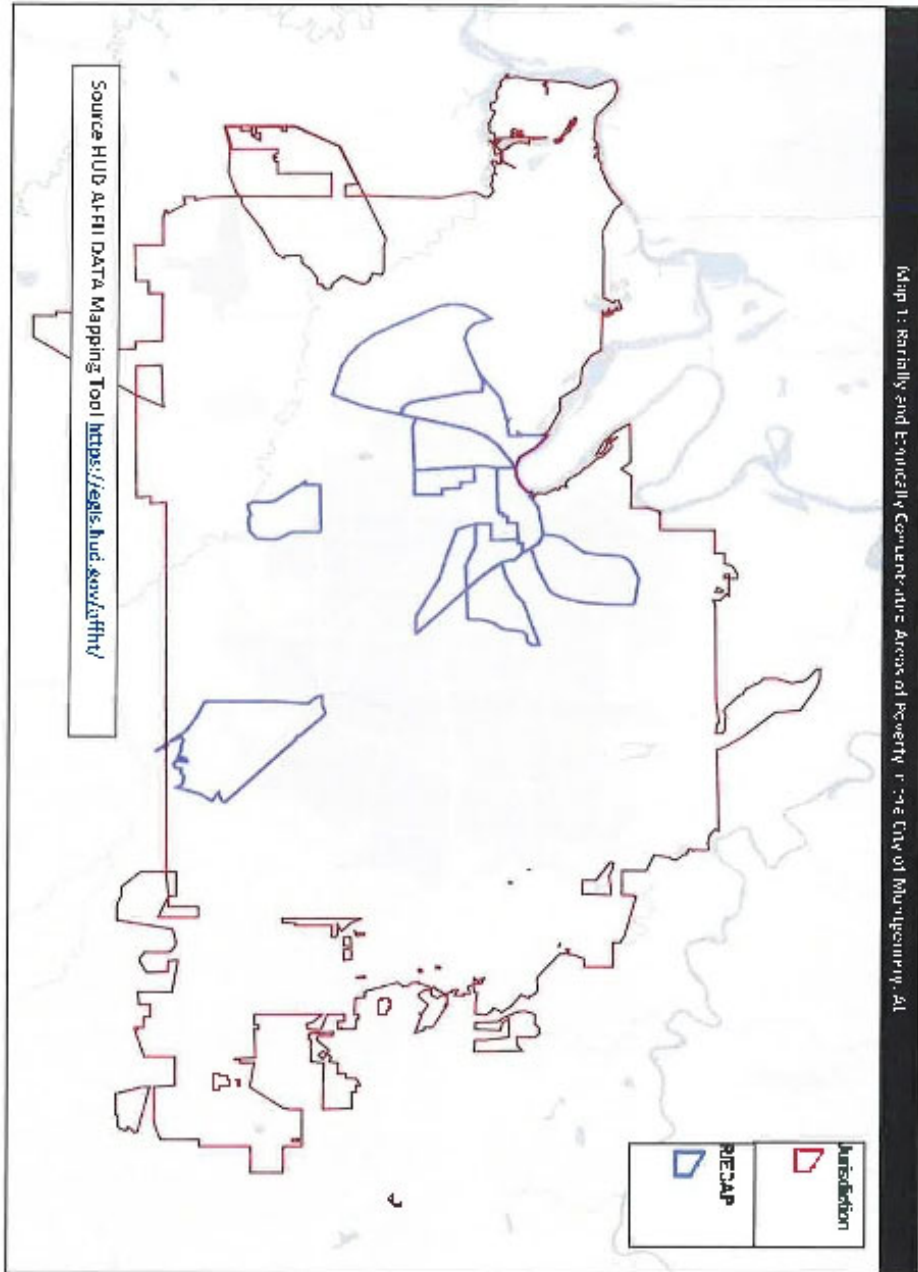 Map 1: Racially and Ethnically Concentrated Areas of Poverty in the City of Montgomery, AL
Jurisdiction
R/ECAP
Source HUD AFFH DATA Mapping Tool https://egis.hud.gov/affht/